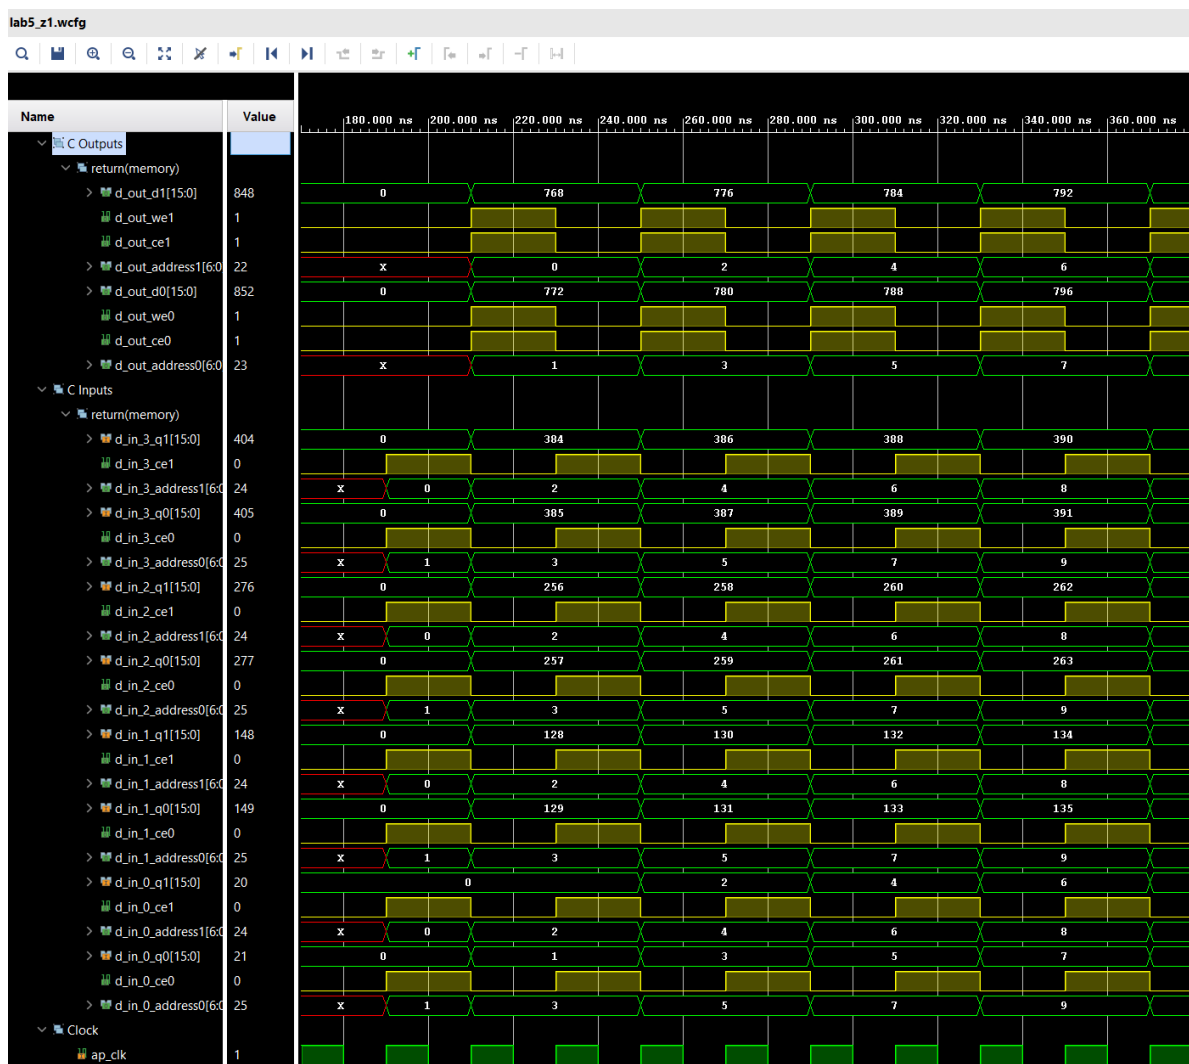 lab5_z1.wcfg
Name Value
180.000 ns 200.000 ns 220.000 ns 240.000 ns 260.000 ns 280.000 ns 300.000 ns 320.000 ns 340.000 ns 360.000 ns
C Outputs
return(memory)
d_out_d1[15:0] 848 0 768 776 784 792
d_out_we1 1
d_out_ce1 1
d_out_address1[6:0 22 X 0 2 4 6
d_out_d0[15:0] 852 0 772 780 788 796
d_out_we0 1
d_out_ce0 1
d_out_address0[6:0 23 X 1 3 5 7
C Inputs
return(memory)
d_in_3_q1[15:0] 404 0 384 386 388 390
d_in_3_ce1 0
d_in_3_address1[6:0 24 X 0 2 4 6 8
d_in_3_q0[15:0] 405 0 385 387 389 391
d_in_3_ce0 0
d_in_3_address0[6:0 25 X 1 3 5 7 9
d_in_2_q1[15:0] 276 0 256 258 260 262
d_in_2_ce1 0
d_in_2_address1[6:0 24 X 0 2 4 6 8
d_in_2_q0[15:0] 277 0 257 259 261 263
d_in_2_ce0 0
d_in_2_address0[6:0 25 X 1 3 5 7 9
d_in_1_q1[15:0] 148 0 128 130 132 134
d_in_1_ce1 0
d_in_1_address1[6:0 24 X 0 2 4 6 8
d_in_1_q0[15:0] 149 0 129 131 133 135
d_in_1_ce0 0
d_in_1_address0[6:0 25 X 1 3 5 7 9
d_in_0_q1[15:0] 20 0 2 4 6
d_in_0_ce1 0
d_in_0_address1[6:0 24 X 0 2 4 6 8
d_in_0_q0[15:0] 21 0 1 3 5 7
d_in_0_ce0 0
d_in_0_address0[6:0 25 X 1 3 5 7 9
Clock
ap_clk 1